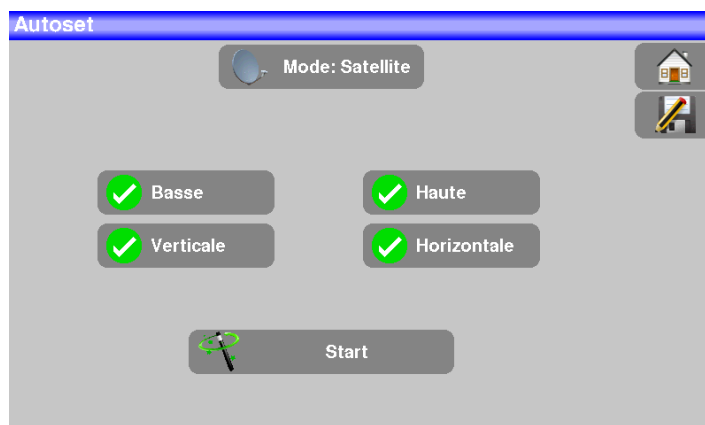 Autoset
Mode: Satellite
Basse
Haute
Verticale
Horizontale
Start